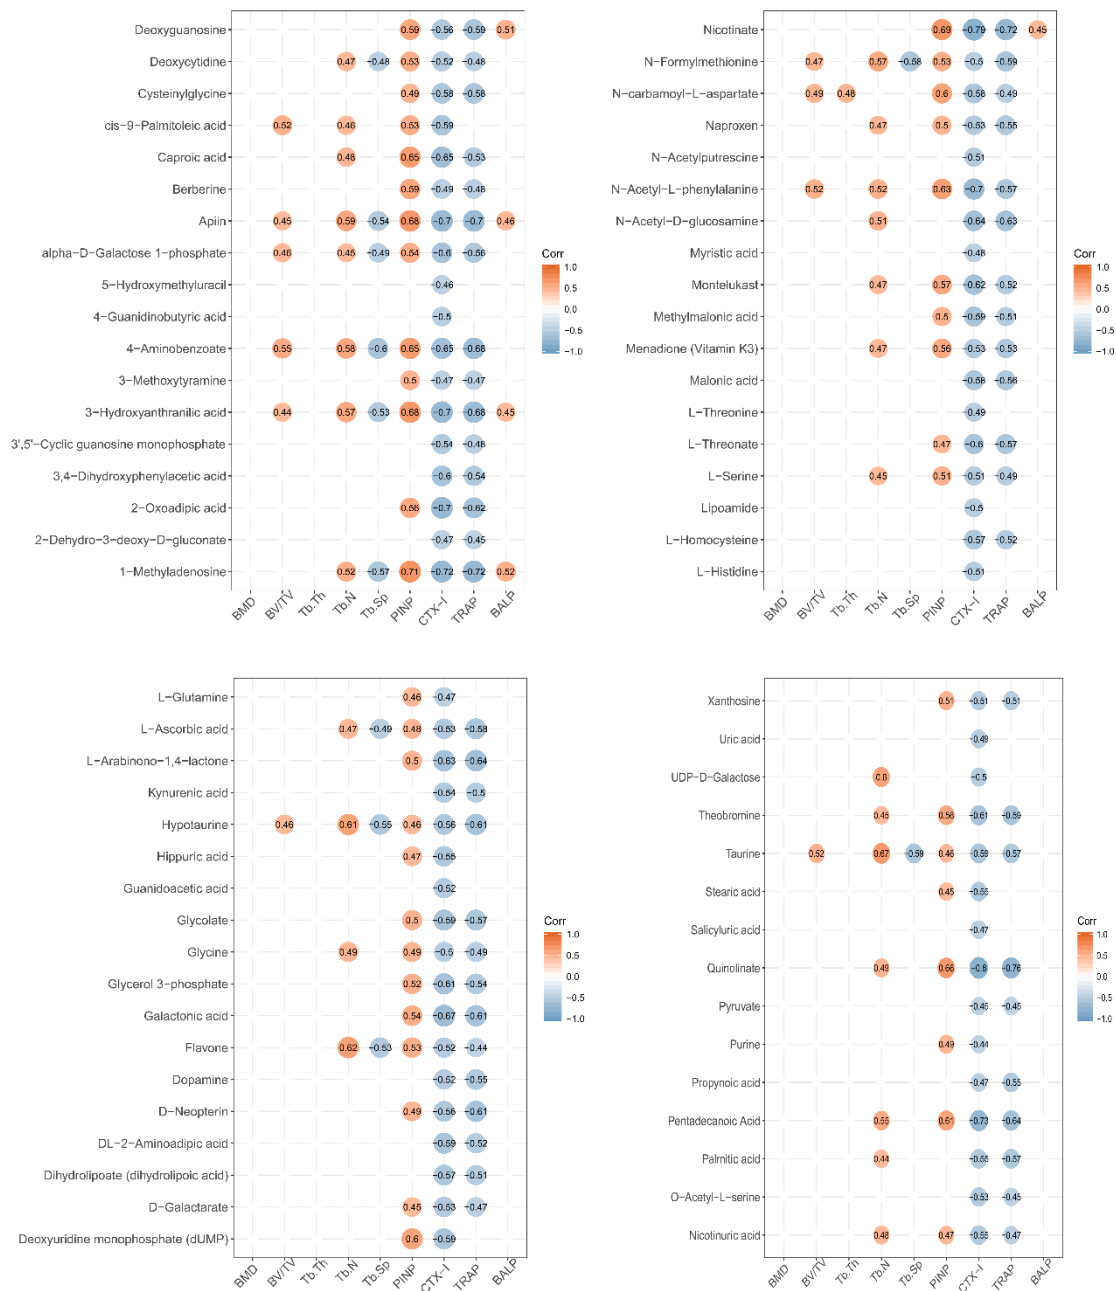 Deoxyguanosine 0.59 −0.56 −0.59 0.51
Deoxycytidine 0.47 −0.48 0.53 −0.52 −0.48
Cysteinylglycine 0.49 −0.58 −0.58
cis−9−Palmitoleic acid 0.52 0.46 0.53 −0.59
Caproic acid 0.48 0.65 −0.65 −0.53
Berberine 0.59 −0.49 −0.48
Apiin 0.45 0.59 −0.54 0.68 −0.7 −0.7 0.46
alpha−D−Galactose 1−phosphate 0.46 0.45 −0.49 0.54 −0.6 −0.56
5−Hydroxymethyluracil −0.46
4−Guanidinobutyric acid −0.5
4−Aminobenzoate 0.55 0.58 −0.6 0.65 −0.65 −0.68
3−Methoxytyramine 0.5 −0.47 −0.47
3−Hydroxyanthranilic acid 0.44 0.57 −0.53 0.68 −0.7 −0.68 0.45
3',5'−Cyclic guanosine monophosphate −0.54 −0.48
3,4−Dihydroxyphenylacetic acid −0.6 −0.54
2−Oxoadipic acid 0.58 −0.7 −0.62
2−Dehydro−3−deoxy−D−gluconate −0.47 −0.45
1−Methyladenosine 0.52 −0.57 0.71 −0.72 −0.72 0.52
BMD BV/TV Tb.Th Tb.N Tb.Sp PINP CTX−I TRAP BALP
Corr
1.0
0.5
0.0
−0.5
−1.0
Nicotinate 0.69 −0.79 −0.72 0.45
N−Formylmethionine 0.47 0.57 −0.58 0.53 −0.5 −0.59
N−carbamoyl−L−aspartate 0.49 0.48 0.6 −0.58 −0.49
Naproxen 0.47 0.5 −0.53 −0.55
N−Acetylputrescine −0.51
N−Acetyl−L−phenylalanine 0.52 0.52 0.63 −0.7 −0.57
N−Acetyl−D−glucosamine 0.51 −0.64 −0.63
Myristic acid −0.48
Montelukast 0.47 0.57 −0.62 −0.52
Methylmalonic acid 0.5 −0.59 −0.51
Menadione (Vitamin K3) 0.47 0.56 −0.53 −0.53
Malonic acid −0.58 −0.56
L−Threonine −0.49
L−Threonate 0.47 −0.6 −0.57
L−Serine 0.45 0.51 −0.51 −0.49
Lipoamide −0.5
L−Homocysteine −0.57 −0.52
L−Histidine −0.51
BMD BV/TV Tb.Th Tb.N Tb.Sp PINP CTX−I TRAP BALP
Corr
1.0
0.5
0.0
−0.5
−1.0
L−Glutamine 0.46 −0.47
L−Ascorbic acid 0.47 −0.49 0.48 −0.53 −0.58
L−Arabinono−1,4−lactone 0.5 −0.63 −0.64
Kynurenic acid −0.54 −0.5
Hypotaurine 0.46 0.61 −0.55 0.46 −0.56 −0.61
Hippuric acid 0.47 −0.55
Guanidoacetic acid −0.52
Glycolate 0.5 −0.59 −0.57
Glycine 0.49 0.49 −0.5 −0.49
Glycerol 3−phosphate 0.52 −0.61 −0.54
Galactonic acid 0.54 −0.67 −0.61
Flavone 0.62 −0.53 0.53 −0.52 −0.44
Dopamine −0.52 −0.55
D−Neopterin 0.49 −0.56 −0.61
DL−2−Aminoadipic acid −0.59 −0.52
Dihydrolipoate (dihydrolipoic acid) −0.57 −0.51
D−Galactarate 0.45 −0.53 −0.47
Deoxyuridine monophosphate (dUMP) 0.6 −0.59
BMD BV/TV Tb.Th Tb.N Tb.Sp PINP CTX−I TRAP BALP
Corr
1.0
0.5
0.0
−0.5
−1.0
Xanthosine 0.51 −0.51 −0.51
Uric acid −0.49
UDP−D−Galactose 0.6 −0.5
Theobromine 0.45 0.56 −0.61 −0.59
Taurine 0.52 0.67 −0.59 0.46 −0.59 −0.57
Stearic acid 0.45 −0.55
Salicyluric acid −0.47
Quinolinate 0.49 0.66 −0.8 −0.76
Pyruvate −0.45 −0.45
Purine 0.49 −0.44
Propynoic acid −0.47 −0.55
Pentadecanoic Acid 0.55 0.61 −0.73 −0.64
Palmitic acid 0.44 −0.55 −0.57
O−Acetyl−L−serine −0.53 −0.45
Nicotinuric acid 0.48 0.47 −0.55 −0.47
BMD BV/TV Tb.Th Tb.N Tb.Sp PINP CTX−I TRAP BALP
Corr
1.0
0.5
0.0
−0.5
−1.0